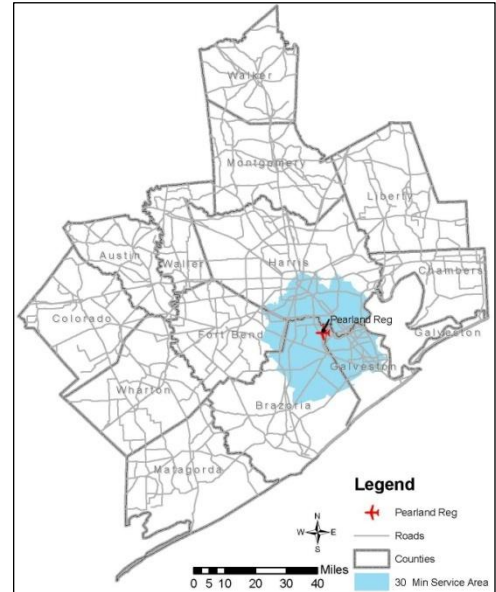 Walker
Montgomery
Liberty
Austin
Waller
Harris
Chambers
Colorado
Pearland Reg
Fort Bend
Galveston
Galveston
Wharton
Brazoria
Matagorda
Legend
Pearland Reg
Roads
Counties
30 Min Service Area
N
W E
S
Miles
0 5 10 20 30 40